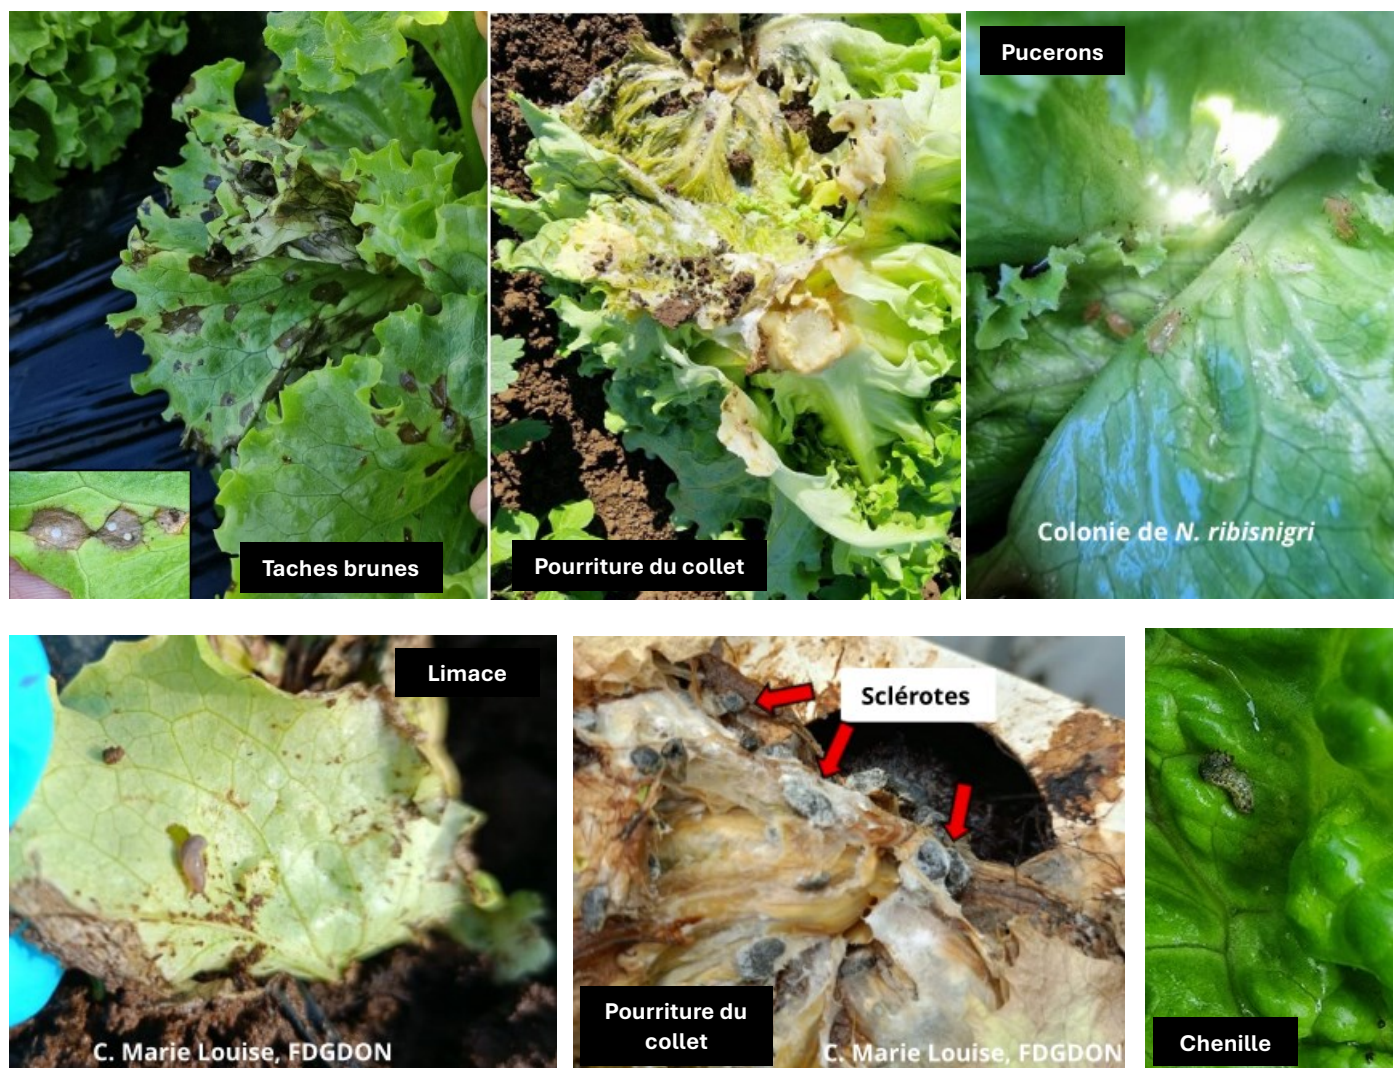 Pucerons
Taches brunes
Pourriture du collet
Colonie de N. ribisnigri
Limace
C. Marie Louise, FDGDON
Sclérotes
Pourriture du
collet
C. Marie Louise, FDGDON
Chenille